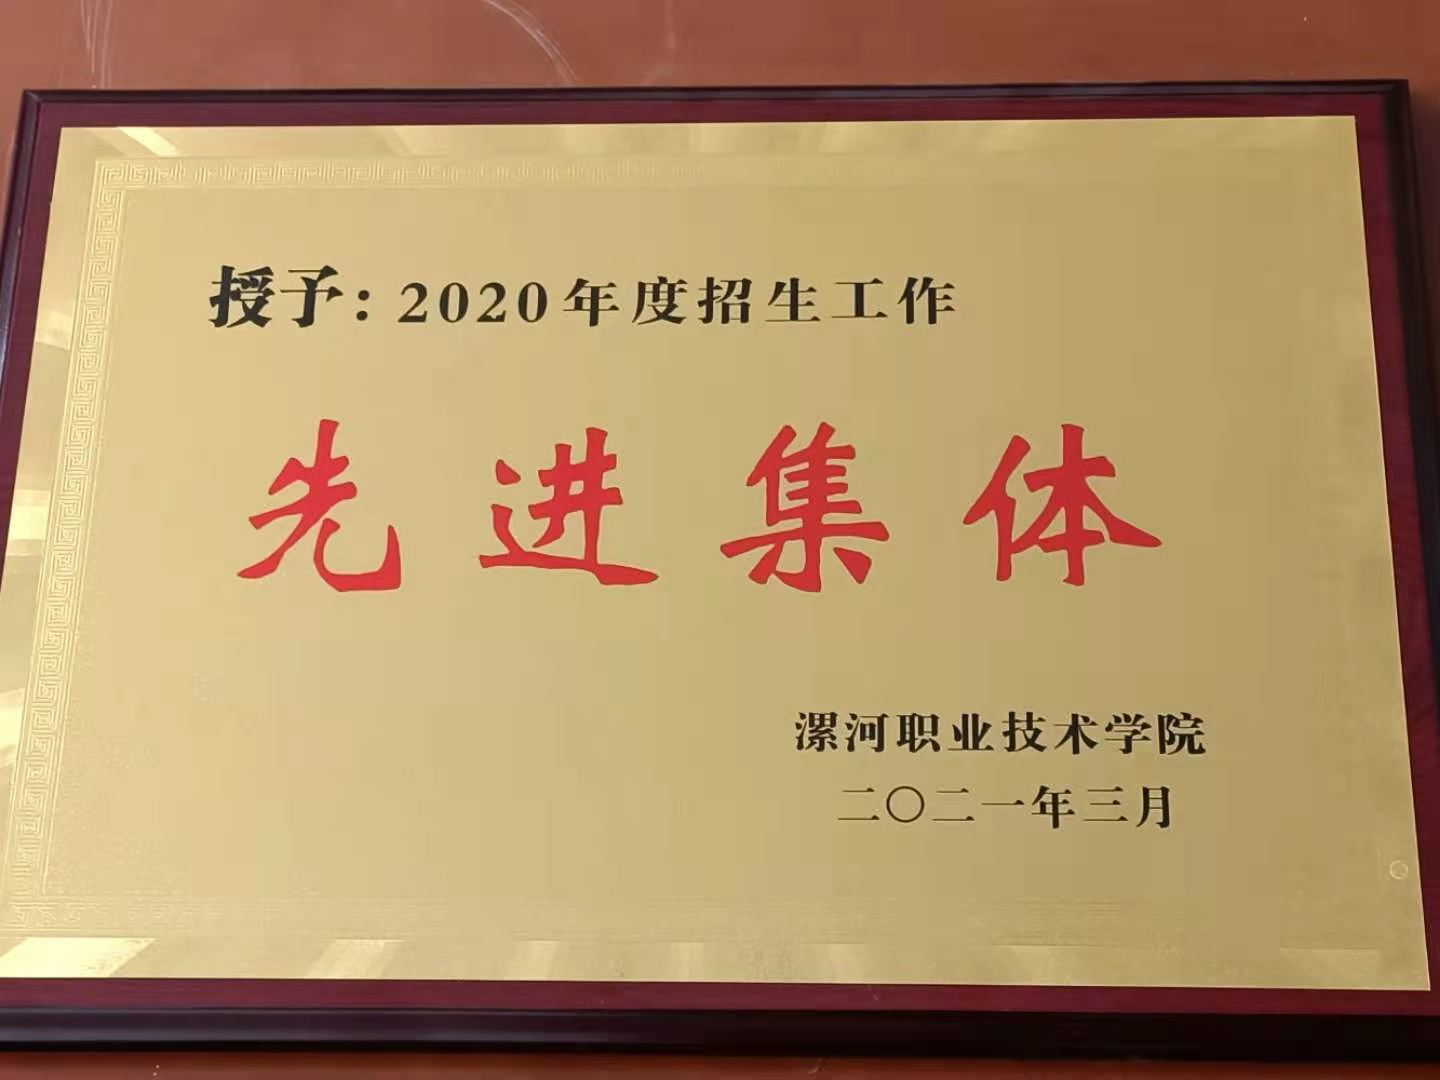 授予：2020年度招生工作
先进集体
漯河职业技术学院
二〇二一年三月